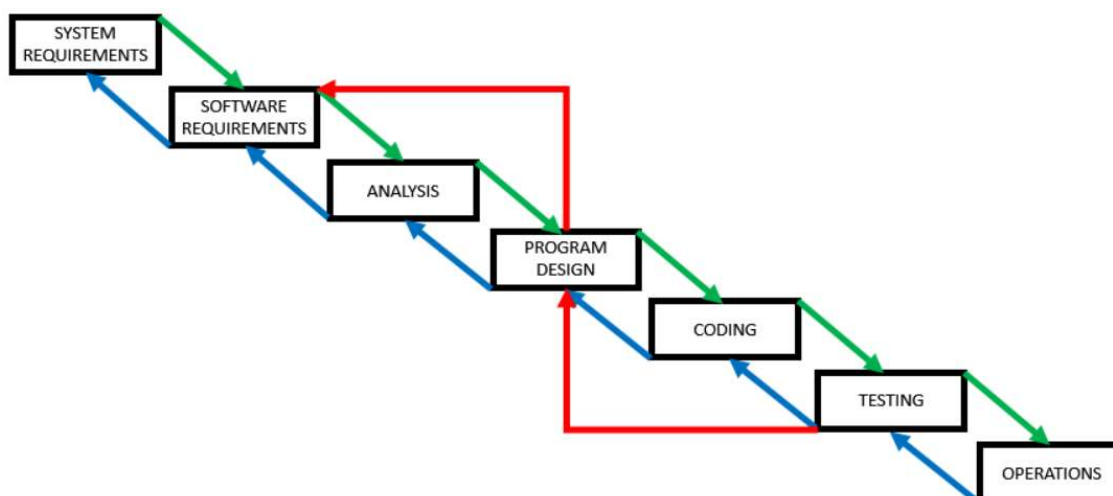 SYSTEM
REQUIREMENTS
SOFTWARE
REQUIREMENTS
ANALYSIS
PROGRAM
DESIGN
CODING
TESTING
OPERATIONS